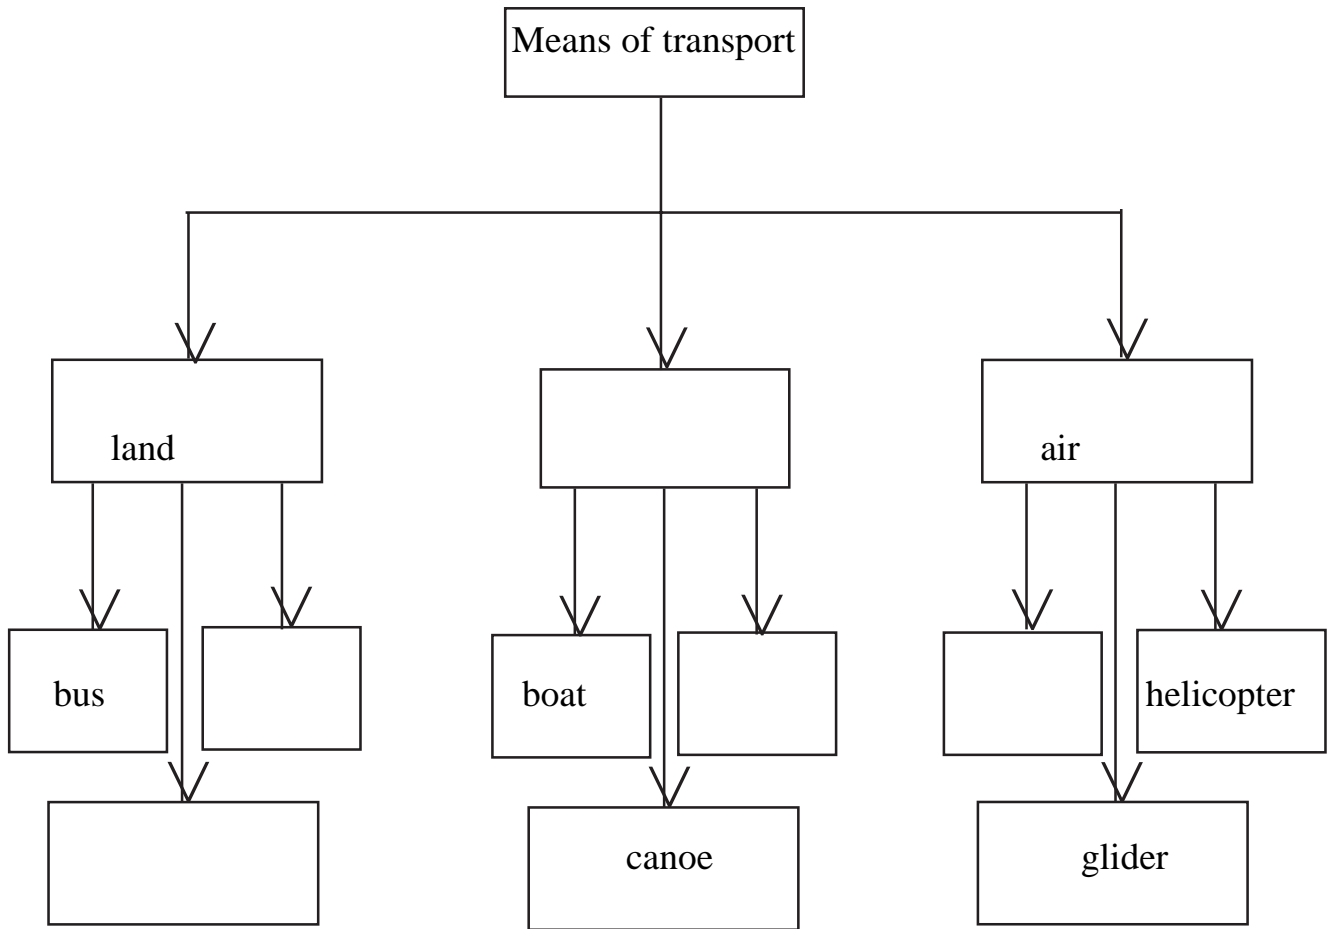 Means of transport
land
air
bus
boat
helicopter
canoe
glider